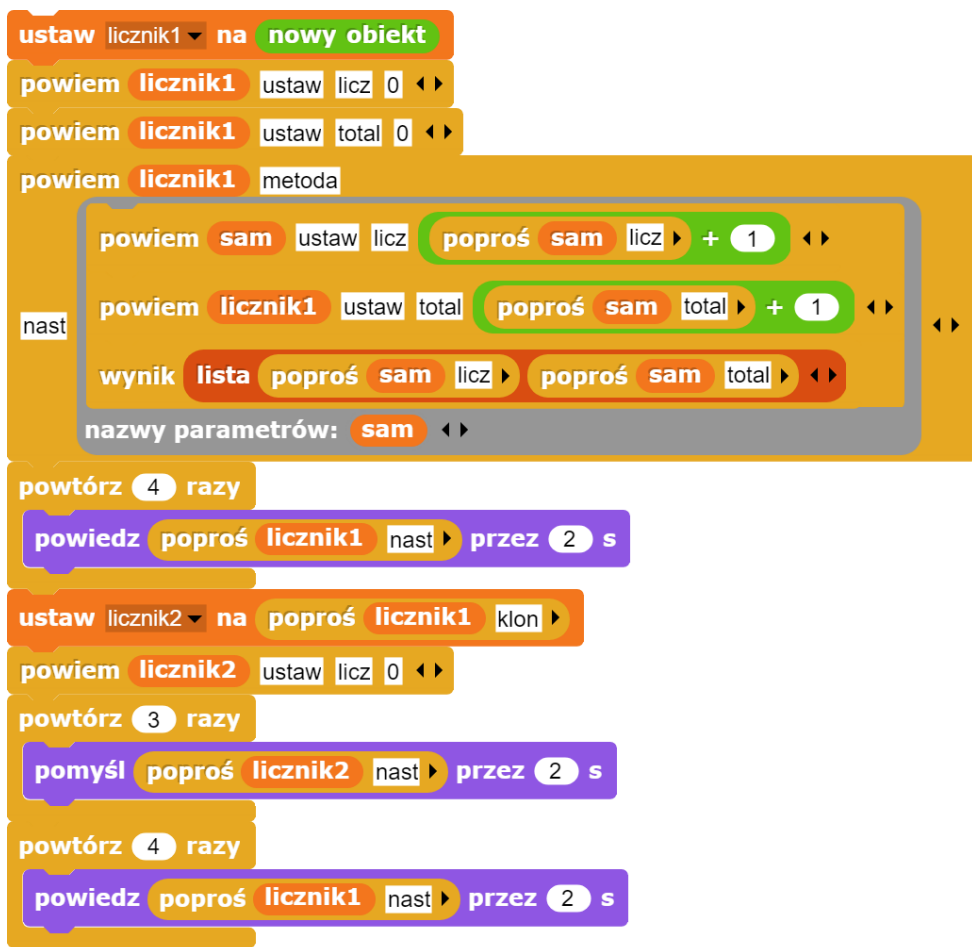 ustaw licznik1 na nowy obiekt
powiem licznik1 ustaw licz 0
powiem licznik1 ustaw total 0
powiem licznik1 metoda
powiem sam ustaw licz poproś sam licz + 1
powiem licznik1 ustaw total poproś sam total + 1
nast
wynik lista poproś sam licz poproś sam total
nazwy parametrów: sam
powtórz 4 razy
powiedz poproś licznik1 nast przez 2 s
ustaw licznik2 na poproś licznik1 klon
powiem licznik2 ustaw licz 0
powtórz 3 razy
pomyśl poproś licznik2 nast przez 2 s
powtórz 4 razy
powiedz poproś licznik1 nast przez 2 s